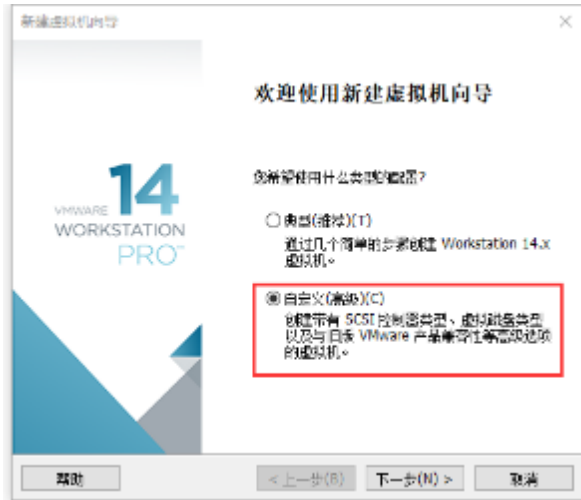 新建虚拟机向导
欢迎使用新建虚拟机向导
您希望使用什么类型的配置?
14
VMWARE
WORKSTATION
PRO™
典型(推荐)(T)
通过几个简单的步骤创建 Workstation 14.x
虚拟机。
自定义(高级)(C)
创建带有 SCSI 控制器类型、虚拟磁盘类型
以及与旧版 VMware 产品兼容性等高级选项
的虚拟机。
帮助
< 上一步(B)
下一步(N) >
取消